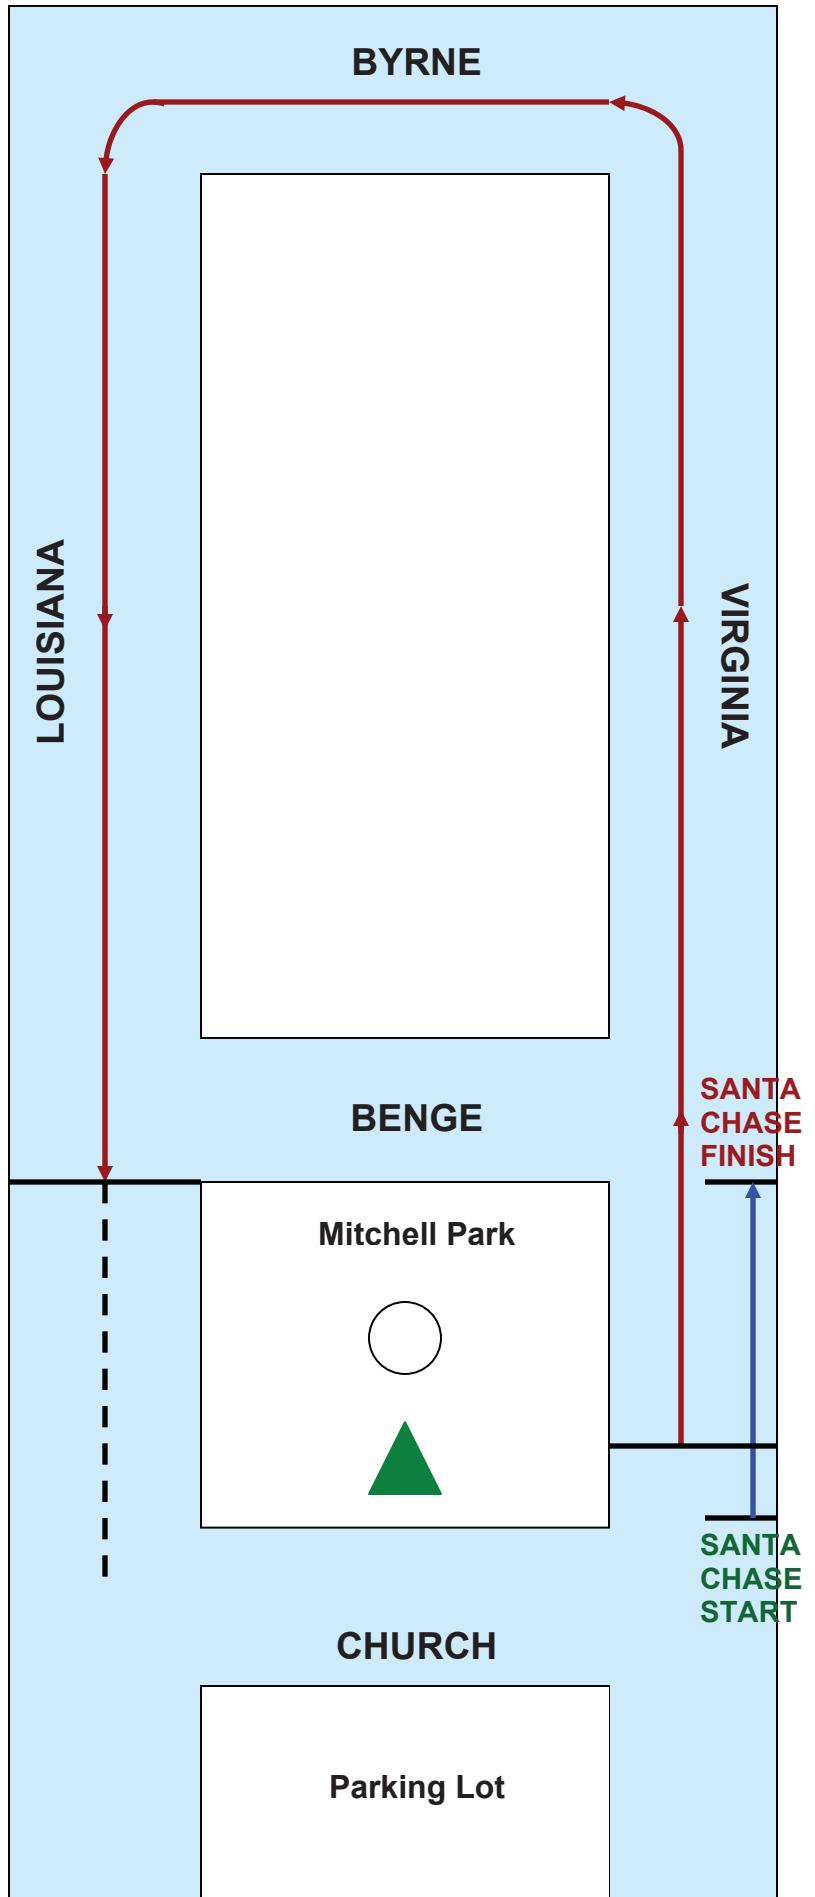 BYRNE
LOUISIANA
VIRGINIA
BENGE
SANTA
CHASE
FINISH
Mitchell Park
SANTA
CHASE
START
CHURCH
Parking Lot